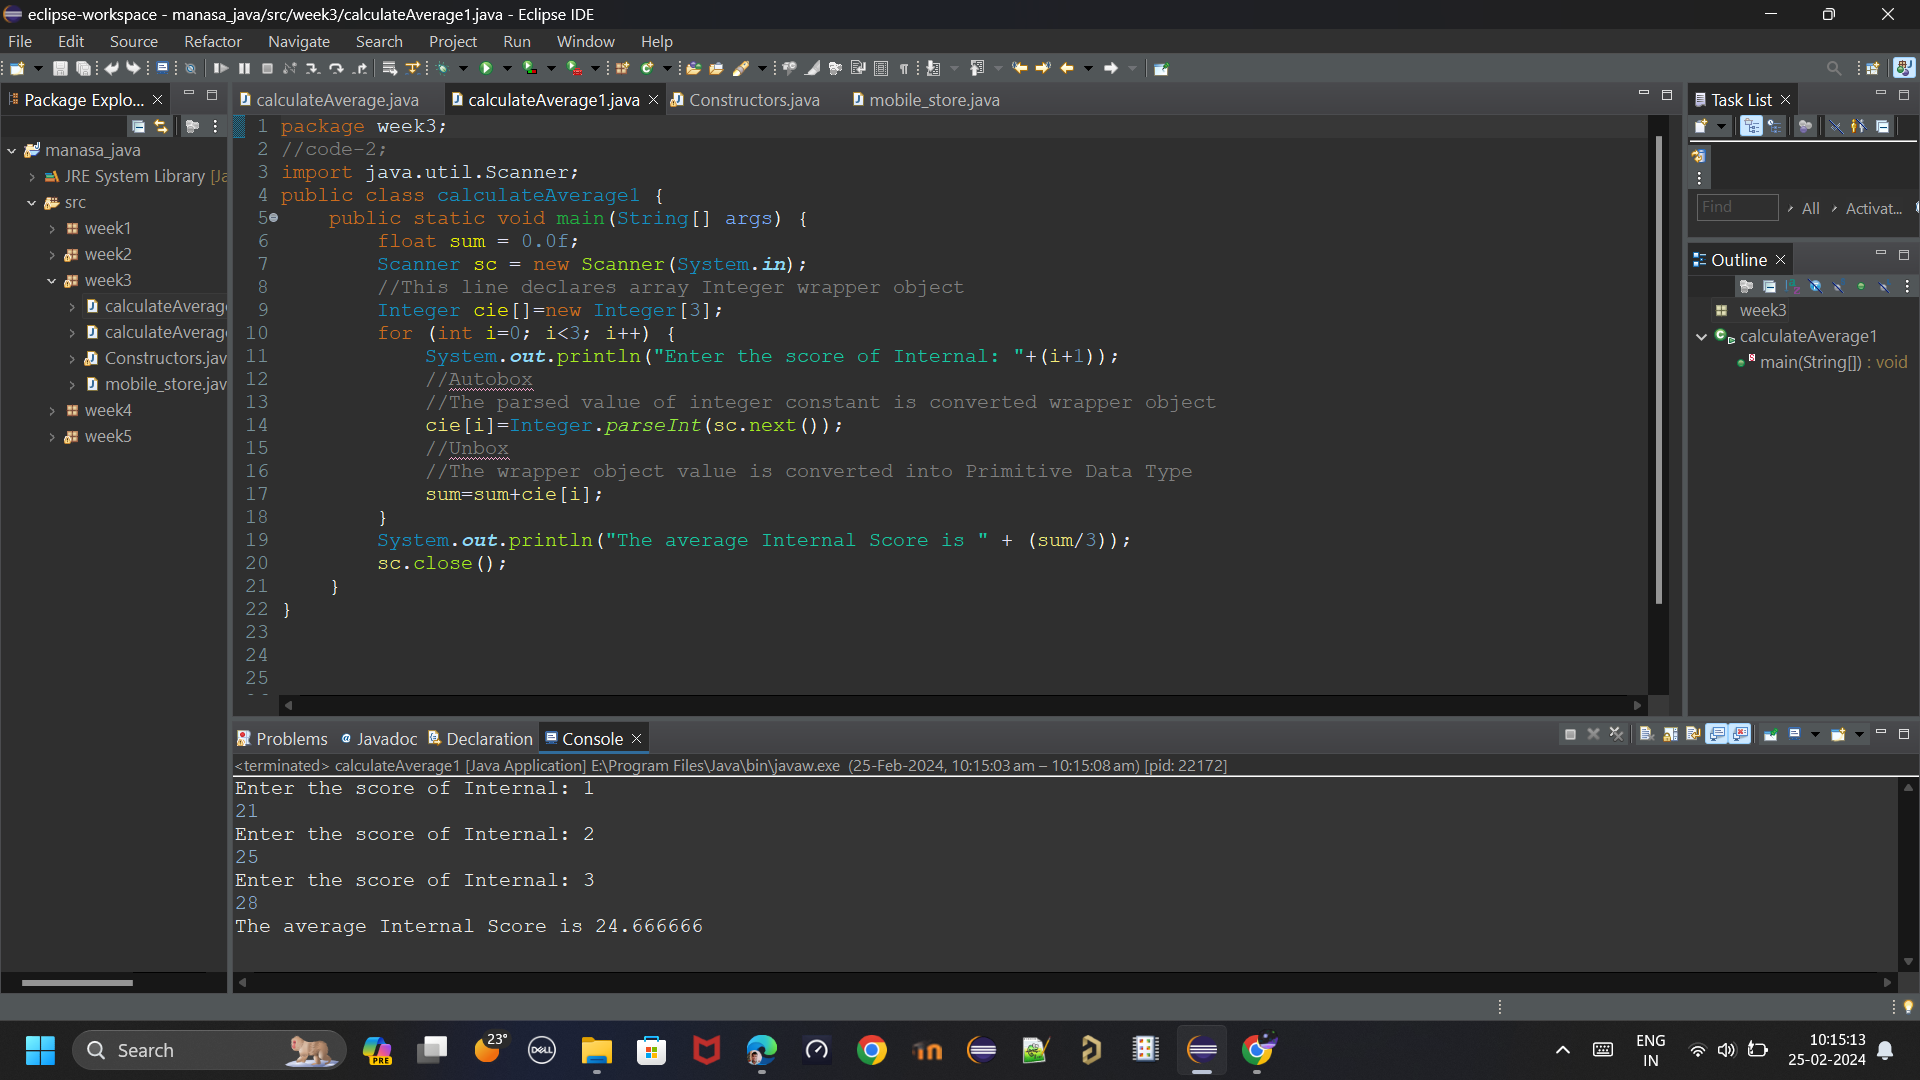 eclipse-workspace - manasa_java/src/week3/calculateAverage1.java - Eclipse IDE
File Edit Source Refactor Navigate Search Project Run Window Help
Package Explo...
calculateAverage.java
calculateAverage1.java
Constructors.java
mobile_store.java
Task List
manasa_java
JRE System Library [Ja
src
week1
week2
week3
calculateAverag
calculateAverag
Constructors.jav
mobile_store.jav
week4
week5
1 package week3;
2 //code-2;
3 import java.util.Scanner;
4 public class calculateAverage1 {
5 public static void main(String[] args) {
6 float sum = 0.0f;
7 Scanner sc = new Scanner(System.in);
8 //This line declares array Integer wrapper object
9 Integer cie[]=new Integer[3];
10 for (int i=0; i<3; i++) {
11 System.out.println("Enter the score of Internal: "+(i+1));
12 //Autobox
13 //The parsed value of integer constant is converted wrapper object
14 cie[i]=Integer.parseInt(sc.next());
15 //Unbox
16 //The wrapper object value is converted into Primitive Data Type
17 sum=sum+cie[i];
18 }
19 System.out.println("The average Internal Score is " + (sum/3));
20 sc.close();
21 }
22 }
23
24
25
Find All Activat...
Outline
week3
calculateAverage1
main(String[]) : void
Problems Javadoc Declaration Console
<terminated> calculateAverage1 [Java Application] E:\Program Files\Java\bin\javaw.exe (25-Feb-2024, 10:15:03 am – 10:15:08 am) [pid: 22172]
Enter the score of Internal: 1
21
Enter the score of Internal: 2
25
Enter the score of Internal: 3
28
The average Internal Score is 24.666666
Search
PRE
23°
DELL
ENG
IN
10:15:13
25-02-2024